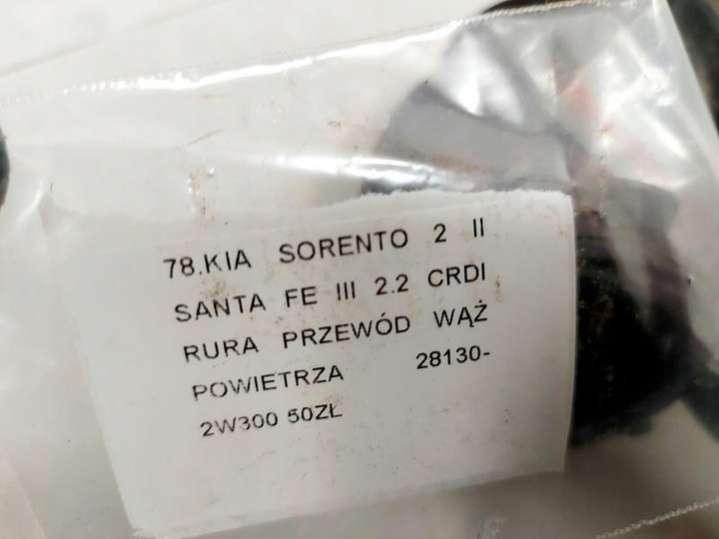 78.KIA SORENTO 2 II
SANTA FE III 2.2 CRDI
RURA PRZEWÓD WĄŻ
POWIETRZA 28130-
2W300 50ZŁ